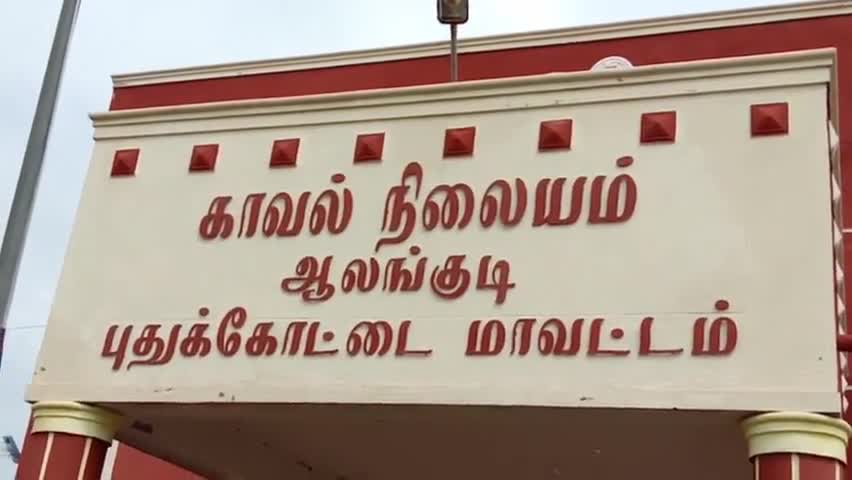 காவல் நிலையம்
ஆலங்குடி
புதுக்கோட்டை மாவட்டம்